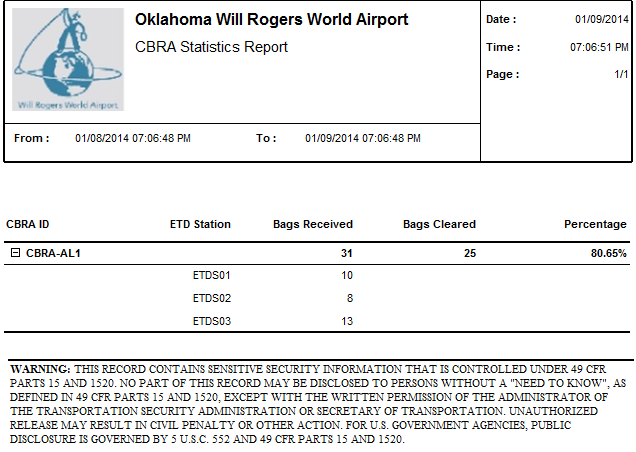 Oklahoma Will Rogers World Airport
CBRA Statistics Report
Will Rogers World Airport
Date : 01/09/2014
Time : 07:06:51 PM
Page : 1/1
From : 01/08/2014 07:06:48 PM To : 01/09/2014 07:06:48 PM
CBRA ID ETD Station Bags Received Bags Cleared Percentage
CBRA-AL1 31 25 80.65%
ETDS01 10
ETDS02 8
ETDS03 13
WARNING: THIS RECORD CONTAINS SENSITIVE SECURITY INFORMATION THAT IS CONTROLLED UNDER 49 CFR
PARTS 15 AND 1520. NO PART OF THIS RECORD MAY BE DISCLOSED TO PERSONS WITHOUT A "NEED TO KNOW", AS
DEFINED IN 49 CFR PARTS 15 AND 1520, EXCEPT WITH THE WRITTEN PERMISSION OF THE ADMINISTRATOR OF
THE TRANSPORTATION SECURITY ADMINISTRATION OR SECRETARY OF TRANSPORTATION. UNAUTHORIZED
RELEASE MAY RESULT IN CIVIL PENALTY OR OTHER ACTION. FOR U.S. GOVERNMENT AGENCIES, PUBLIC
DISCLOSURE IS GOVERNED BY 5 U.S.C. 552 AND 49 CFR PARTS 15 AND 1520.